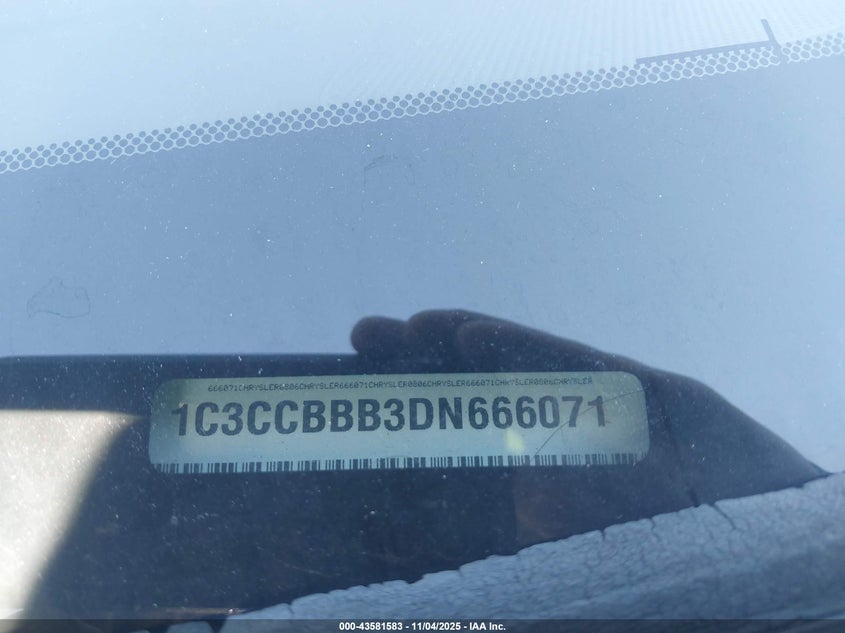 666071CHRYSLER0806CHRYSLER666071CHRYSLER0806CHRYSLER666071CHRYSLER0806CHRYSLER
1C3CCBBB3DN666071
000-43581583 | 11/04/2025 – IAA Inc.